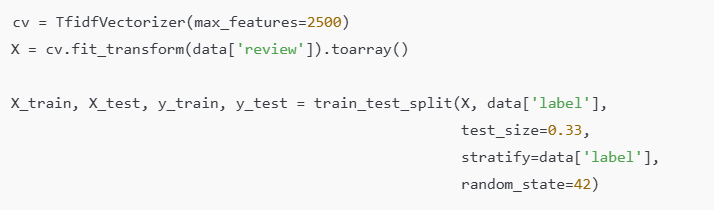 cv = TfidfVectorizer(max_features=2500)
X = cv.fit_transform(data['review']).toarray()

X_train, X_test, y_train, y_test = train_test_split(X, data['label'],
                                                    test_size=0.33,
                                                    stratify=data['label'],
                                                    random_state=42)